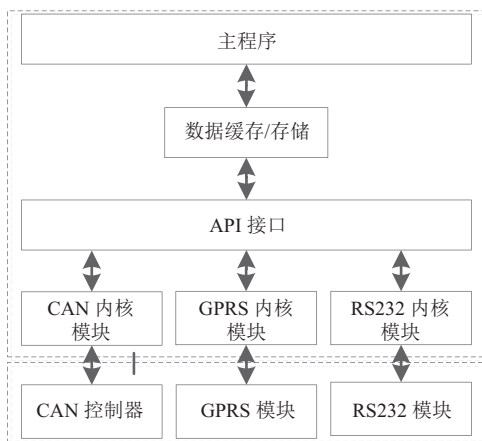 主程序
数据缓存/存储
API 接口
CAN 内核
模块
GPRS 内核
模块
RS232 内核
模块
CAN 控制器
GPRS 模块
RS232 模块